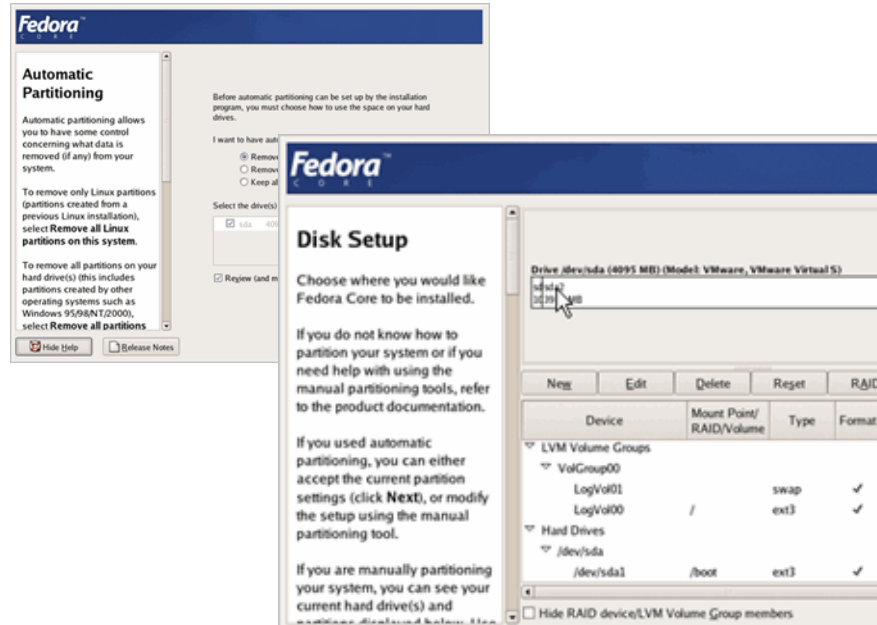 Fedora™
CORE
Automatic
Partitioning
Automatic partitioning allows
you to have some control
concerning what data is
removed (if any) from your
system.
To remove only Linux partitions
(partitions created from a
previous Linux installation),
select Remove all Linux
partitions on this system.
To remove all partitions on your
hard drive(s) (this includes
partitions created by other
operating systems such as
Windows 95/98/NT/2000),
select Remove all partitions
Hide Help
Release Notes
Before automatic partitioning can be set up by the installation
program, you must choose how to use the space on your hard
drives.
I want to have
Remove
Keep
Select the drive(s)
sda
Review (and
Fedora™
CORE
Disk Setup
Choose where you would like
Fedora Core to be installed.
If you do not know how to
partition your system or if you
need help with using the
manual partitioning tools, refer
to the product documentation.
If you used automatic
partitioning, you can either
accept the current partition
settings (click Next), or modify
the setup using the manual
partitioning tool.
If you are manually partitioning
your system, you can see your
current hard drive(s) and
partitions displayed below. Use
Drive /dev/sda (4095 MB) (Model: VMware, VMware Virtual S)
sda2
MB
New Edit Delete Reset RAID
Device Mount Point/ RAID/Volume Type Format
LVM Volume Groups
VolGroup00
LogVol01 swap ✓
LogVol00 / ext3 ✓
Hard Drives
/dev/sda
/dev/sda1 /boot ext3 ✓
Hide RAID device/LVM Volume Group members